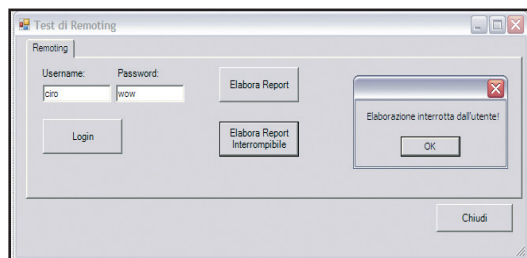 Test di Remoting
Remoting
Username:
Password:
ciro
wow
Elabora Report
Login
Elabora Report
Interrompibile
Elaborazione interrotta dall'utente!
OK
Chiudi